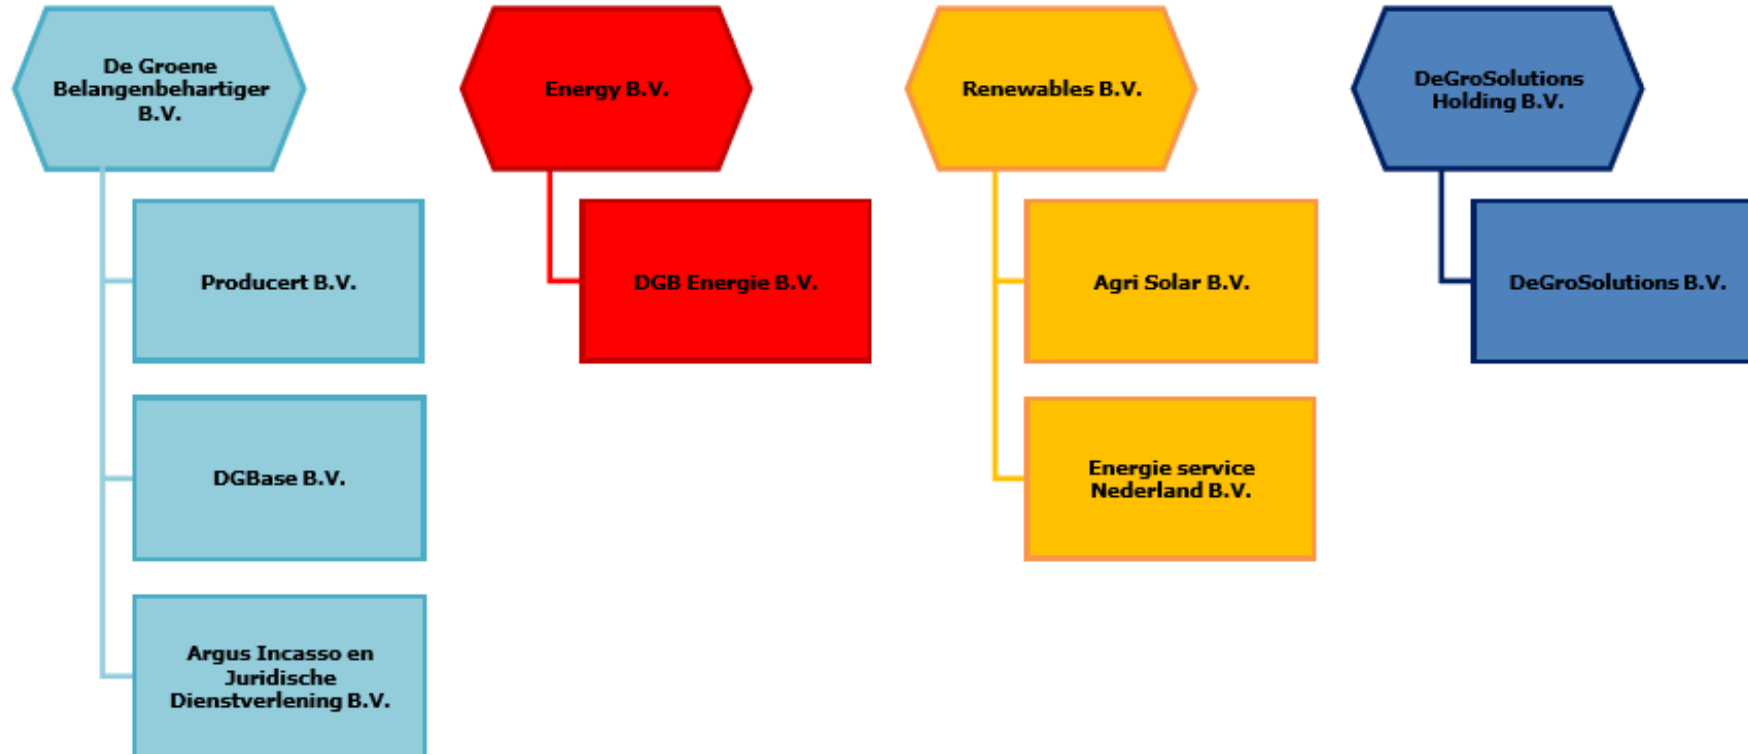 De Groene
Belangenbehartiger
B.V.
Energy B.V.
Renewables B.V.
DeGroSolutions
Holding B.V.
Producert B.V.
DGB Energie B.V.
Agri Solar B.V.
DeGroSolutions B.V.
DGBase B.V.
Energie service
Nederland B.V.
Argus Incasso en
Juridische
Dienstverlening B.V.